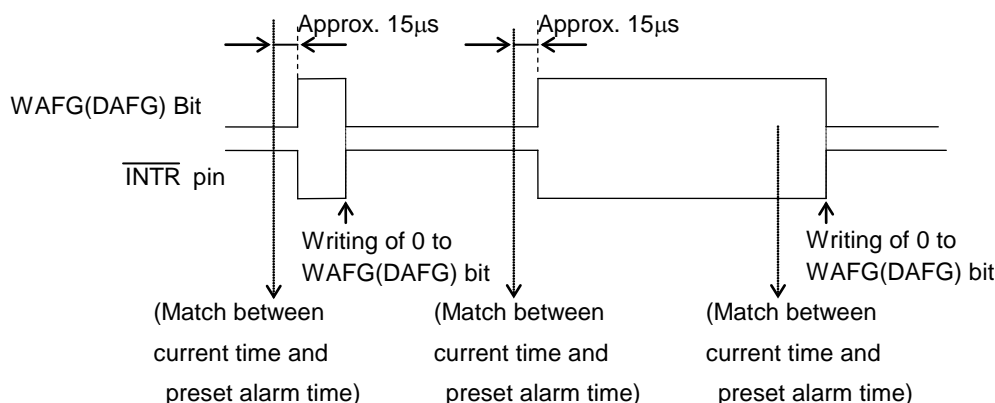 Approx. 15μs
Approx. 15μs
WAFG(DAFG) Bit
INTR pin
Writing of 0 to
WAFG(DAFG) bit
Writing of 0 to
WAFG(DAFG) bit
(Match between
current time and
preset alarm time)
(Match between
current time and
preset alarm time)
(Match between
current time and
preset alarm time)